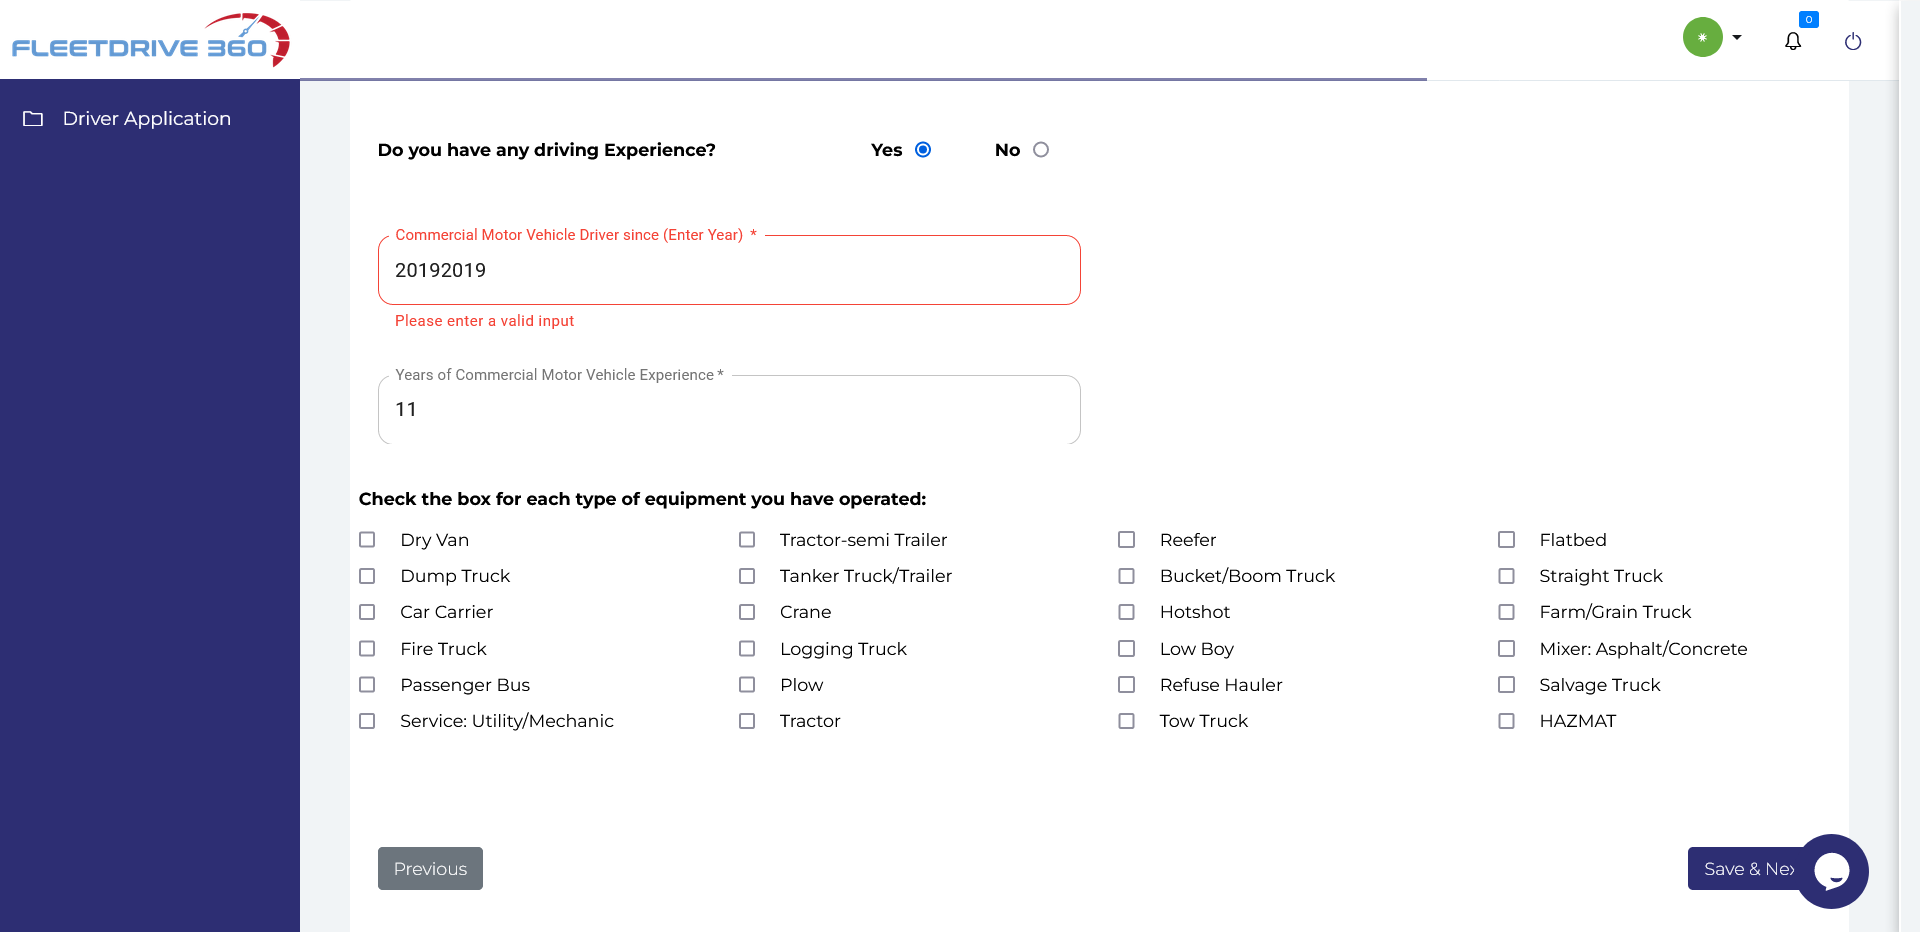 FLEETDRIVE 360
0
Driver Application
Do you have any driving Experience? Yes No
Commercial Motor Vehicle Driver since (Enter Year) *
20192019
Please enter a valid input
Years of Commercial Motor Vehicle Experience *
11
Check the box for each type of equipment you have operated:
Dry Van Tractor-semi Trailer Reefer Flatbed
Dump Truck Tanker Truck/Trailer Bucket/Boom Truck Straight Truck
Car Carrier Crane Hotshot Farm/Grain Truck
Fire Truck Logging Truck Low Boy Mixer: Asphalt/Concrete
Passenger Bus Plow Refuse Hauler Salvage Truck
Service: Utility/Mechanic Tractor Tow Truck HAZMAT
Previous Save &